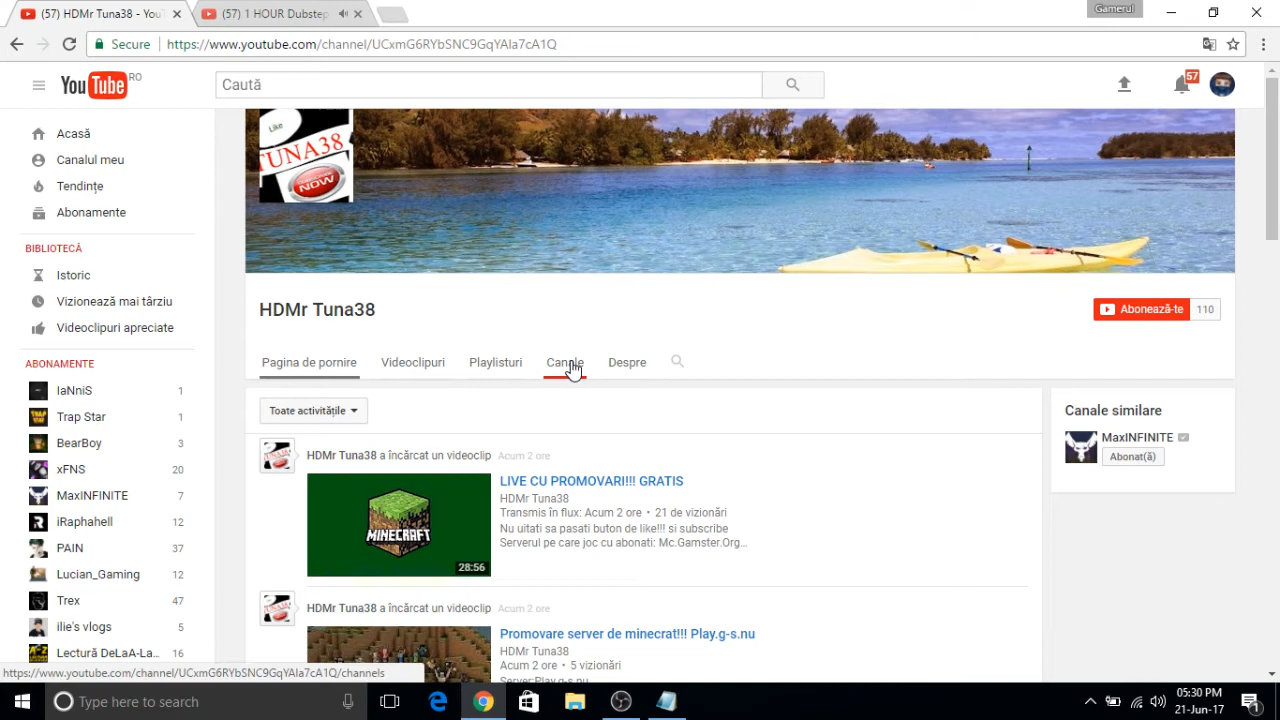 (57) HDMr Tuna38 - You
(57) 1 HOUR Dubstep
Gamerul
Secure https://www.youtube.com/channel/UCxmG6RYbSNC9GqYAla7cA1Q
YouTube RO
Caută
57
Acasă
Canalul meu
Tendințe
Abonamente
BIBLIOTECĂ
Istoric
Vizionează mai târziu
Videoclipuri apreciate
ABONAMENTE
IaNniS 1
Trap Star 1
BearBoy 3
xFNS 20
MaxINFINITE 7
iRaphahell 12
PAIN 37
Lucian_Gaming 12
Trex 47
ilie's vlogs 5
Lectură DeLaA-La... 16
Like
TUNA38
SUBSCRIBE
NOW
HDMr Tuna38
Abonează-te 110
Pagina de pornire Videoclipuri Playlisturi Canale Despre
Toate activitățile
HDMr Tuna38 a încărcat un videoclip Acum 2 ore
MINECRAFT
28:56
LIVE CU PROMOVARI!!! GRATIS
HDMr Tuna38
Transmis în flux: Acum 2 ore • 21 de vizionări
Nu uitati sa pasati buton de like!!! si subscribe
Serverul pe care joc cu abonati: Mc.Gamster.Org...
HDMr Tuna38 a încărcat un videoclip Acum 2 ore
Promovare server de minecrat!!! Play.g-s.nu
HDMr Tuna38
Acum 2 ore • 5 vizionări
Server:Play.g-s.nu
Canale similare
MaxINFINITE
Abonat(ă)
https://www.youtube.com/channel/UCxmG6RYbSNC9GqYAla7cA1Q/channels
Type here to search
05:30 PM
21-Jun-17
1